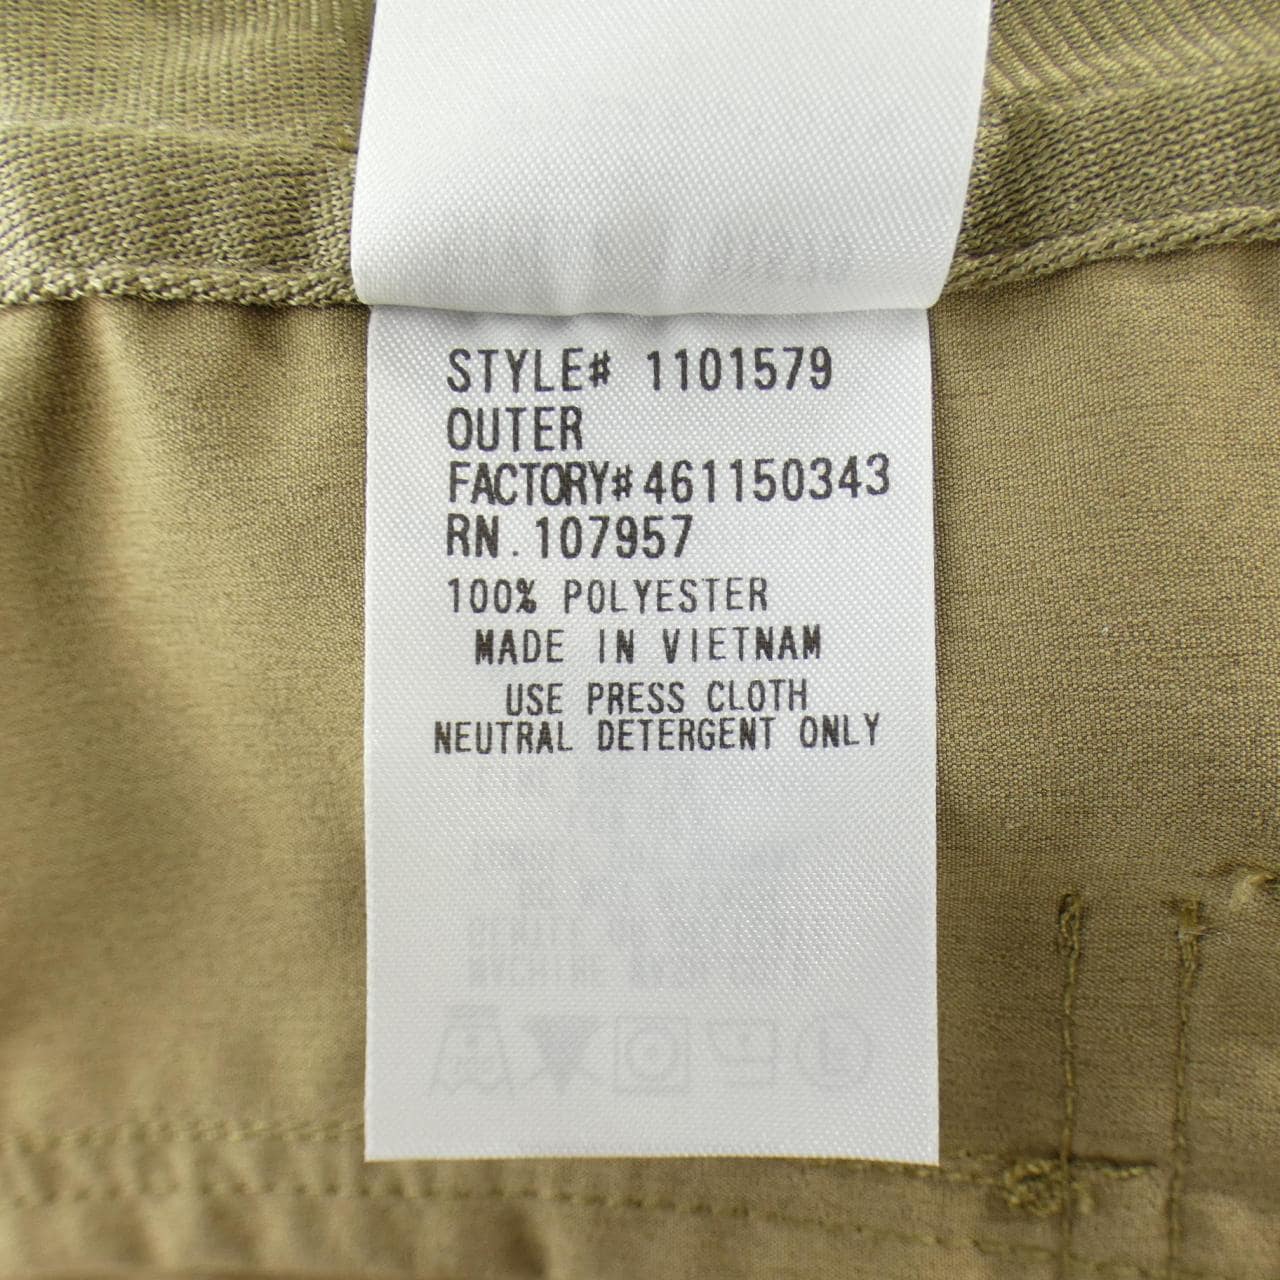 STYLE# 1101579
OUTER
FACTORY#461150343
RN.107957
100% POLYESTER
MADE IN VIETNAM
USE PRESS CLOTH
NEUTRAL DETERGENT ONLY